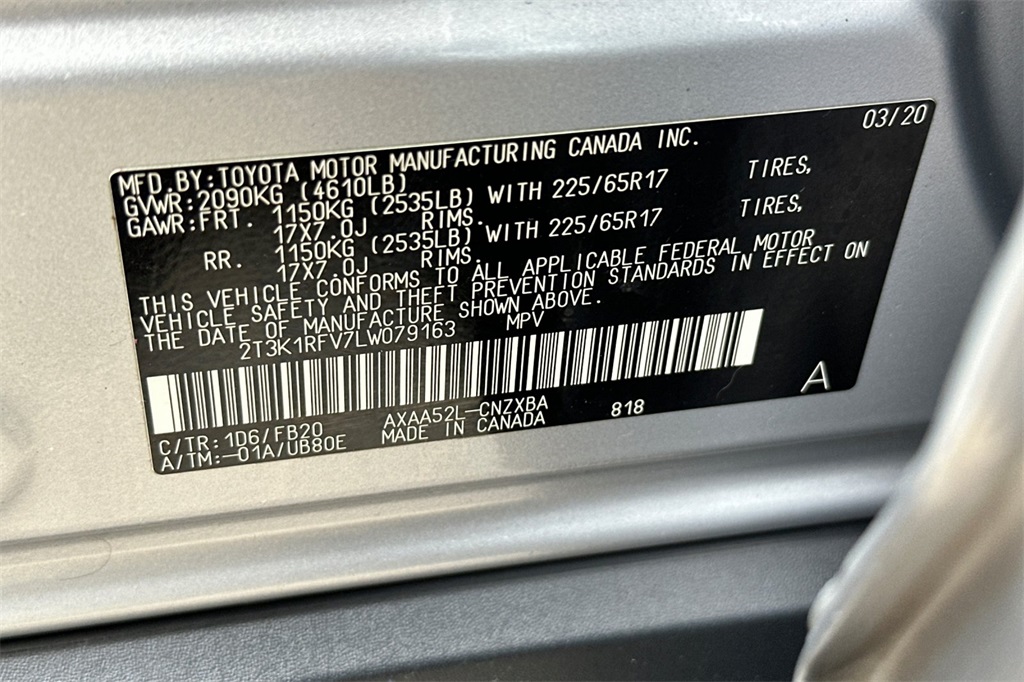 03/20
MFD. BY: TOYOTA MOTOR MANUFACTURING CANADA INC.
GVWR: 2090KG (4610LB)
GAWR: FRT. 1150KG (2535LB) WITH 225/65R17 TIRES,
17X7.0J RIMS.
RR. 1150KG (2535LB) WITH 225/65R17 TIRES,
17X7.0J RIMS.
THIS VEHICLE CONFORMS TO ALL APPLICABLE FEDERAL MOTOR
VEHICLE SAFETY AND THEFT PREVENTION STANDARDS IN EFFECT ON
THE DATE OF MANUFACTURE SHOWN ABOVE.
2T3K1RFV7LW079163 MPV
A
C/TR: 1D6/FB20 AXAA52L-CNZXBA 818
A/TM:-01A/UB80E MADE IN CANADA